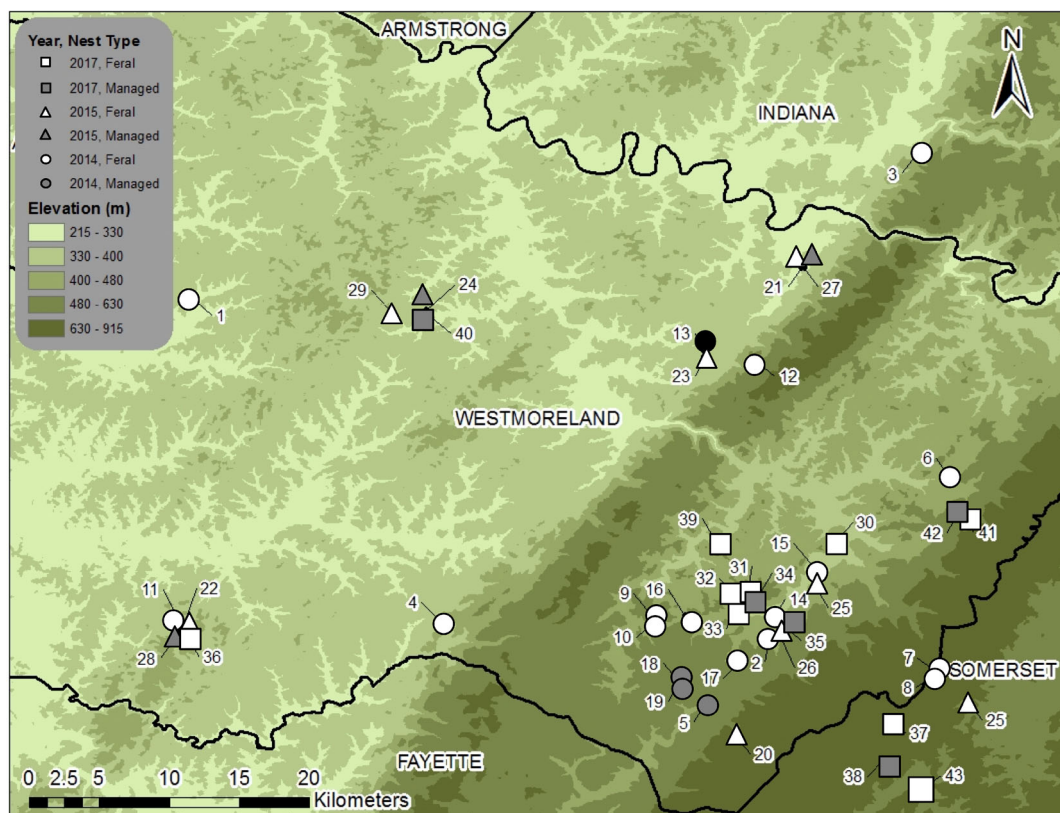 ARMSTRONG
N
Year, Nest Type
2017, Feral
2017, Managed
2015, Feral
2015, Managed
2014, Feral
2014, Managed
Elevation (m)
215 - 330
330 - 400
400 - 480
480 - 630
630 - 915
INDIANA
3
21 27
29 24
1
40
13
23 12
WESTMORELAND
6
39 30
42 41
15
31
32 34
16 14
11 22 4 9
25
10 33
28 36
35
26
18 17 2 7
SOMERSET
19 8
5 25
20 37
FAYETTE
38 43
0 2.5 5 10 15 20
Kilometers